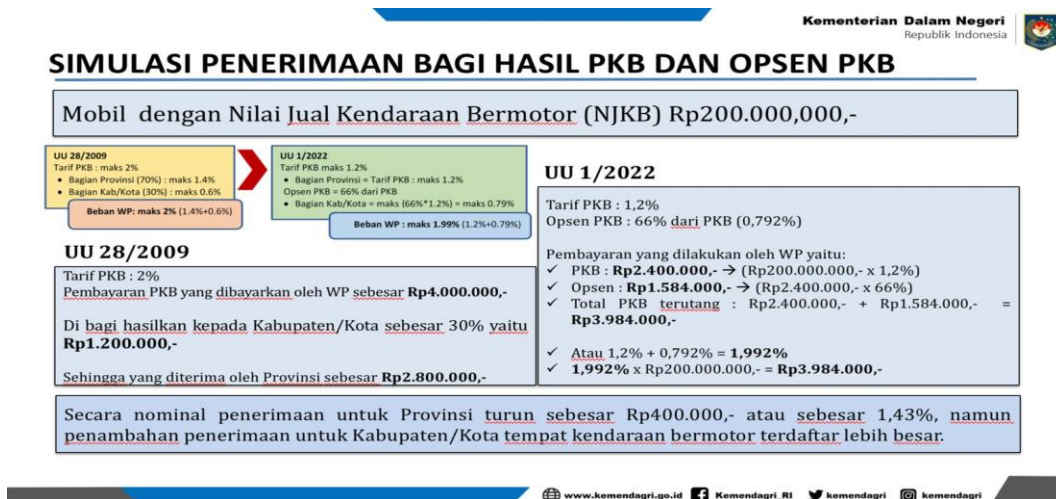 Kementerian Dalam Negeri
Republik Indonesia
SIMULASI PENERIMAAN BAGI HASIL PKB DAN OPSEN PKB
Mobil dengan Nilai Jual Kendaraan Bermotor (NJKB) Rp200.000,000,-
UU 28/2009
Tarif PKB : maks 2%
• Bagian Provinsi (70%) : maks 1.4%
• Bagian Kab/Kota (30%) : maks 0.6%
Beban WP: maks 2% (1.4%+0.6%)
UU 1/2022
Tarif PKB maks 1.2%
• Bagian Provinsi = Tarif PKB : maks 1.2%
Opsen PKB = 66% dari PKB
• Bagian Kab/Kota = maks (66%*1.2%) = maks 0.79%
Beban WP : maks 1.99% (1.2%+0.79%)
UU 28/2009
Tarif PKB : 2%
Pembayaran PKB yang dibayarkan oleh WP sebesar Rp4.000.000,-
Di bagi hasilkan kepada Kabupaten/Kota sebesar 30% yaitu
Rp1.200.000,-
Sehingga yang diterima oleh Provinsi sebesar Rp2.800.000,-
UU 1/2022
Tarif PKB : 1,2%
Opsen PKB : 66% dari PKB (0,792%)
Pembayaran yang dilakukan oleh WP yaitu:
✓ PKB : Rp2.400.000,- → (Rp200.000.000,- x 1,2%)
✓ Opsen : Rp1.584.000,- → (Rp2.400.000,- x 66%)
✓ Total PKB terutang : Rp2.400.000,- + Rp1.584.000,- =
Rp3.984.000,-
✓ Atau 1,2% + 0,792% = 1,992%
✓ 1,992% x Rp200.000.000,- = Rp3.984.000,-
Secara nominal penerimaan untuk Provinsi turun sebesar Rp400.000,- atau sebesar 1,43%, namun
penambahan penerimaan untuk Kabupaten/Kota tempat kendaraan bermotor terdaftar lebih besar.
www.kemendagri.go.id Kemendagri_RI kemendagri kemendagri